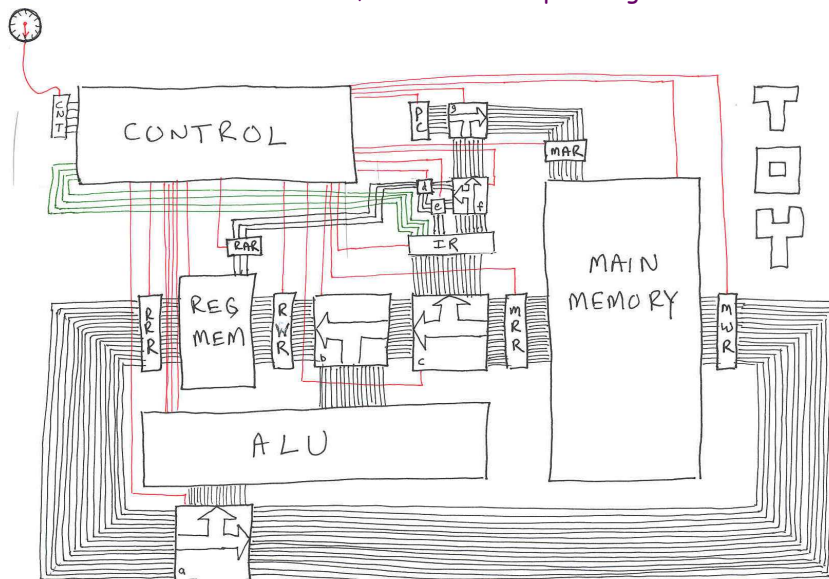 CNT
CONTROL
PC
g
MAR
TOY
d
e
f
RAR
IR
MAIN
MEMORY
RRR
REG
MEM
RWR
b
c
MRR
MWR
ALU
a